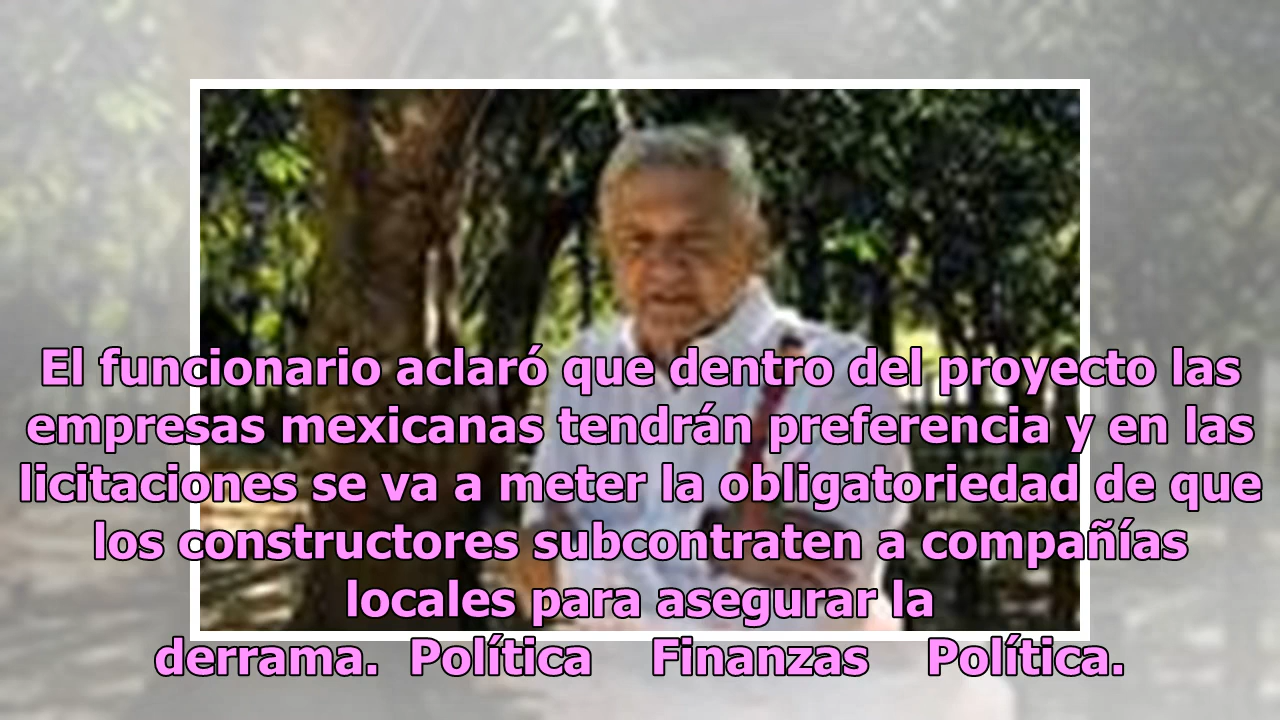 El funcionario aclaró que dentro del proyecto las
empresas mexicanas tendrán preferencia y en las
licitaciones se va a meter la obligatoriedad de que
los constructores subcontraten a compañías
locales para asegurar la
derrama.  Política    Finanzas    Política.